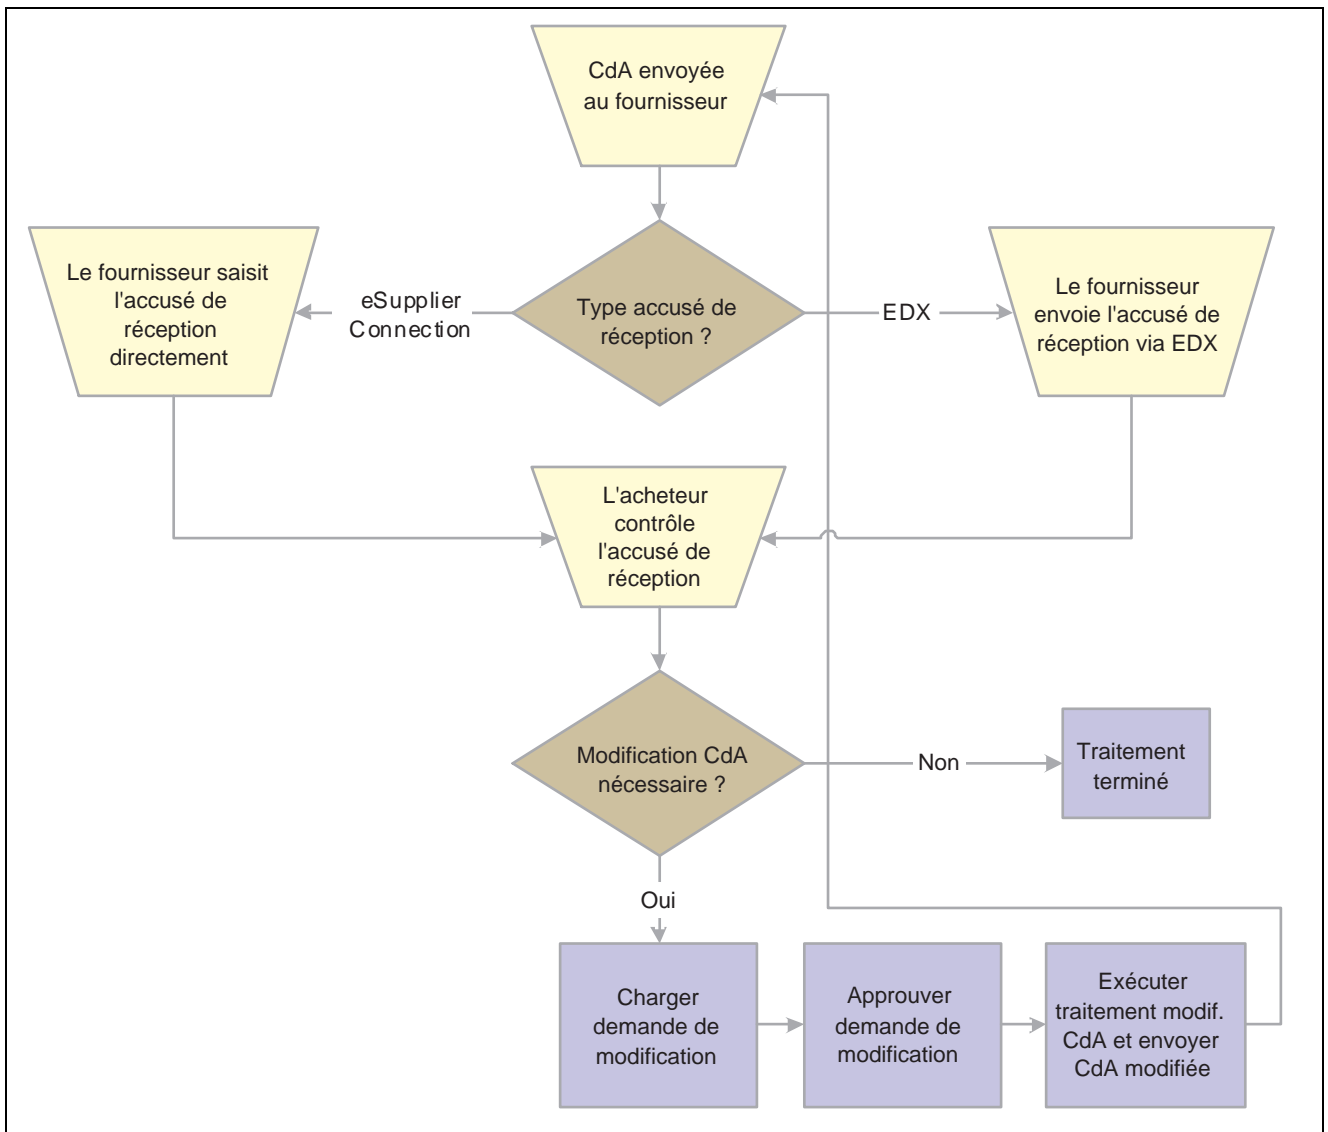 CdA envoyée
au fournisseur
Le fournisseur saisit
l'accusé de
réception
directement
eSupplier
Connection
Type accusé de
réception ?
EDX
Le fournisseur
envoie l'accusé de
réception via EDX
L'acheteur
contrôle
l'accusé de
réception
Modification CdA
nécessaire ?
Non
Traitement
terminé
Oui
Charger
demande de
modification
Approuver
demande de
modification
Exécuter
traitement modif.
CdA et envoyer
CdA modifiée